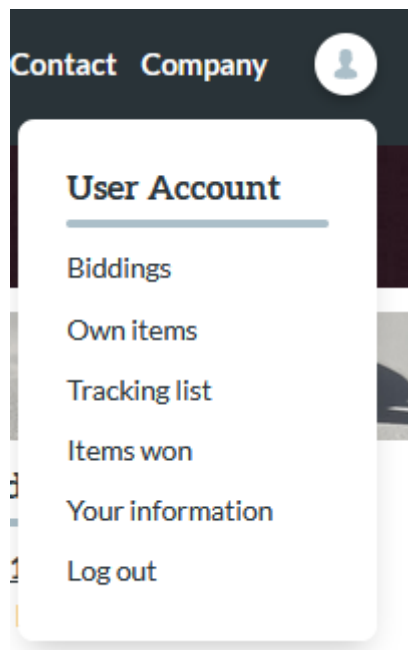 Contact Company
User Account
Biddings
Own items
Tracking list
Items won
Your information
Log out